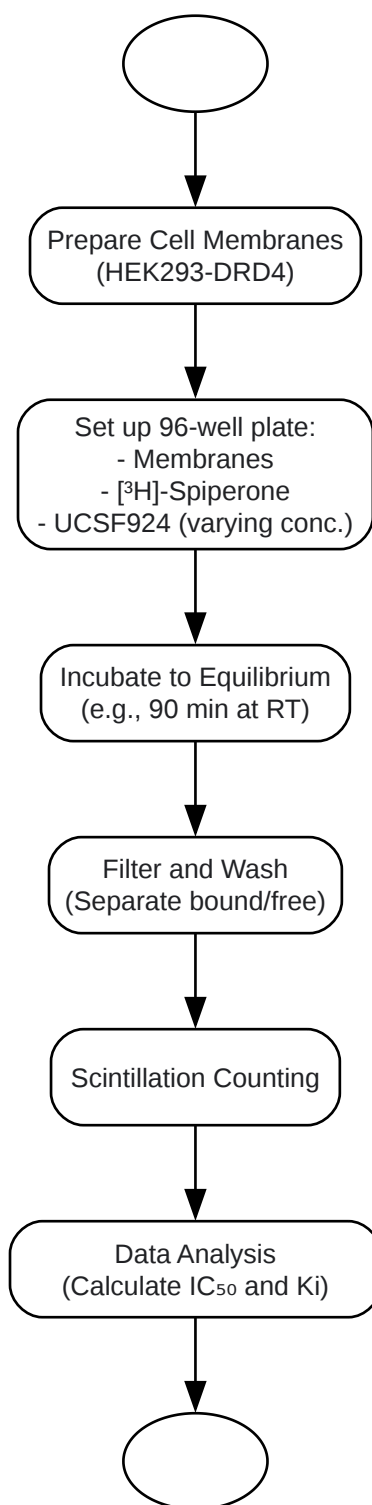 Prepare Cell Membranes
(HEK293-DRD4)
Set up 96-well plate:
- Membranes
- [³H]-Spiperone
- UCSF924 (varying conc.)
Incubate to Equilibrium
(e.g., 90 min at RT)
Filter and Wash
(Separate bound/free)
Scintillation Counting
Data Analysis
(Calculate IC₅₀ and Ki)